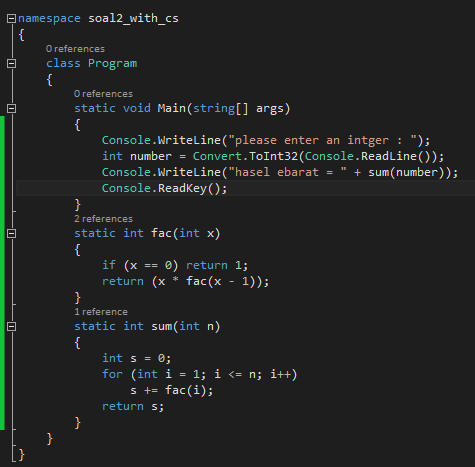 namespace soal2_with_cs
{
0 references
class Program
{
0 references
static void Main(string[] args)
{
Console.WriteLine("please enter an intger : ");
int number = Convert.ToInt32(Console.ReadLine());
Console.WriteLine("hasel ebarat = " + sum(number));
Console.ReadKey();
}
2 references
static int fac(int x)
{
if (x == 0) return 1;
return (x * fac(x - 1));
}
1 reference
static int sum(int n)
{
int s = 0;
for (int i = 1; i <= n; i++)
s += fac(i);
return s;
}
}
}